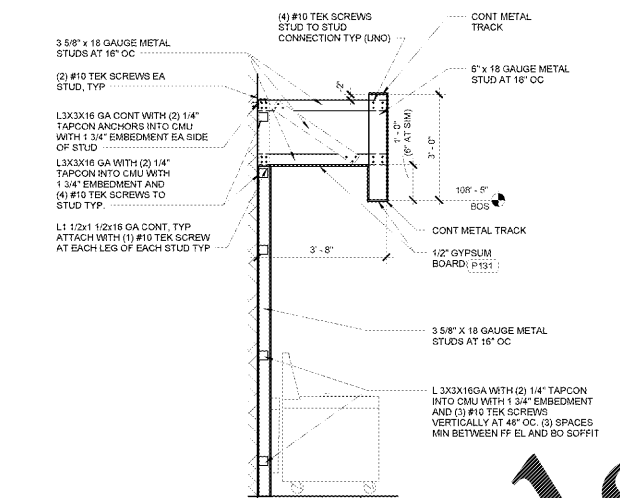 (4) #10 TEK SCREWS
STUD TO STUD
CONNECTION TYP (UNO)
CONT METAL
TRACK
3 5/8" x 18 GAUGE METAL
STUDS AT 16" OC
(2) #10 TEK SCREWS EA
STUD, TYP
6" x 18 GAUGE METAL
STUD AT 16" OC
L3X3X16 GA CONT WITH (2) 1/4"
TAPCON ANCHORS INTO CMU
WITH 1 3/4" EMBEDMENT EA SIDE
OF STUD
L3X3X16 GA WITH (2) 1/4"
TAPCON INTO CMU WITH
1 3/4" EMBEDMENT AND
(4) #10 TEK SCREWS TO
STUD TYP.
L1 1/2x1 1/2x16 GA CONT, TYP
ATTACH WITH (1) #10 TEK SCREW
AT EACH LEG OF EACH STUD TYP
2"
1' - 0"
(6" AT SIM)
3' - 0"
108' - 5"
BOS
3' - 8"
CONT METAL TRACK
1/2" GYPSUM
BOARD P131
3 5/8" X 18 GAUGE METAL
STUDS AT 16" OC
L 3X3X16GA WITH (2) 1/4" TAPCON
INTO CMU WITH 1 3/4" EMBEDMENT
AND (3) #10 TEK SCREWS
VERTICALLY AT 48" OC. (3) SPACES
MIN BETWEEN FF EL AND BO SOFFIT